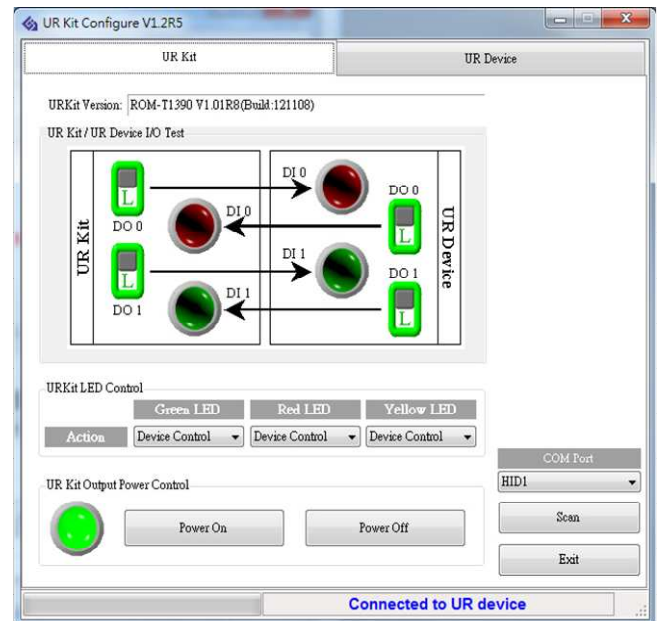 UR Kit Configure V1.2R5
UR Kit
UR Device
URKit Version: ROM-T1390 V1.01R8(Build:121108)
UR Kit / UR Device I/O Test
UR Kit
L
DO 0
DI 0
DI 0
DO 0
L
L
DO 1
DI 1
DI 1
DO 1
L
UR Device
URKit LED Control
Green LED Red LED Yellow LED
Action Device Control Device Control Device Control
UR Kit Output Power Control
Power On Power Off
COM Port
HID1
Scan
Exit
Connected to UR device